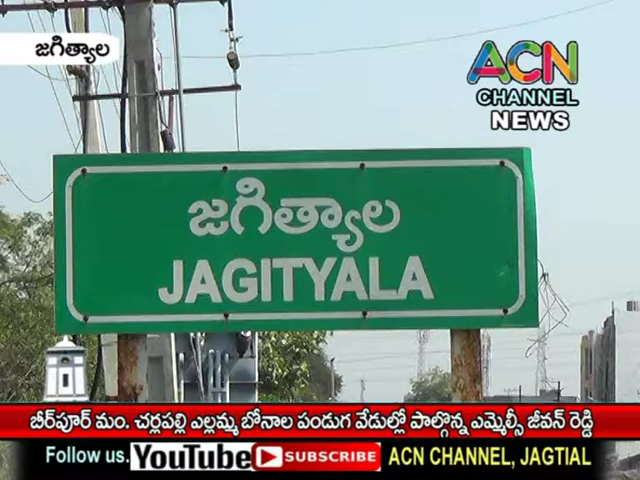 జగిత్యాల
ACN
CHANNEL
NEWS
జగిత్యాల
JAGITYALA
బీర్‌పూర్ మం. చర్లపల్లి ఎల్లమ్మ బోనాల పండుగ వేడుల్లో పాల్గొన్న ఎమ్మెల్సీ జీవన్ రెడ్డి
Follow us. YouTube SUBSCRIBE ACN CHANNEL, JAGTIAL